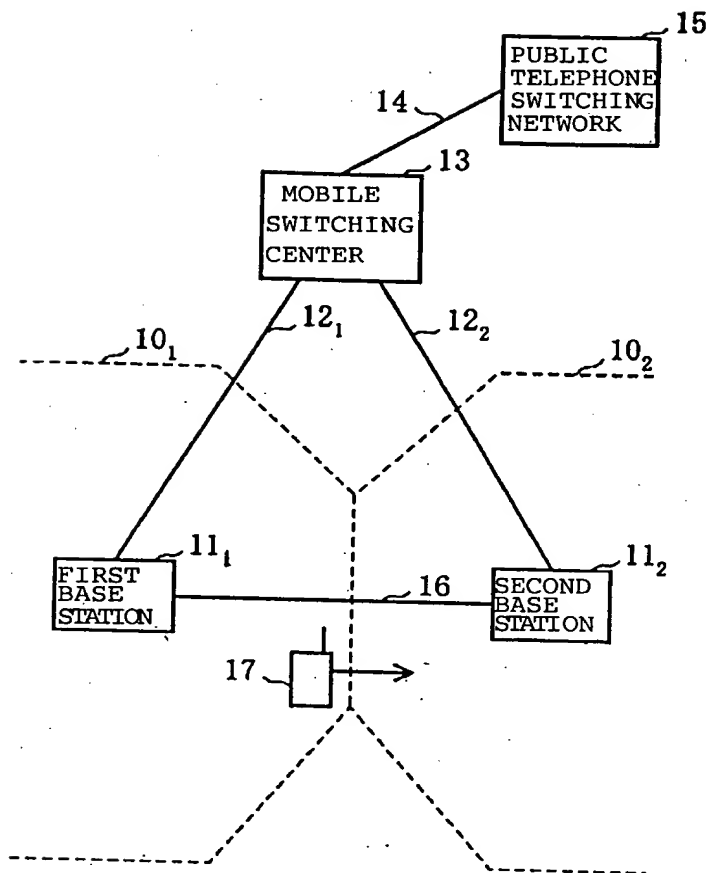 15
PUBLIC
TELEPHONE
SWITCHING
NETWORK
14
13
MOBILE
SWITCHING
CENTER
12₁
12₂
10₁
10₂
11₁
FIRST
BASE
STATION
16
11₂
SECOND
BASE
STATION
17